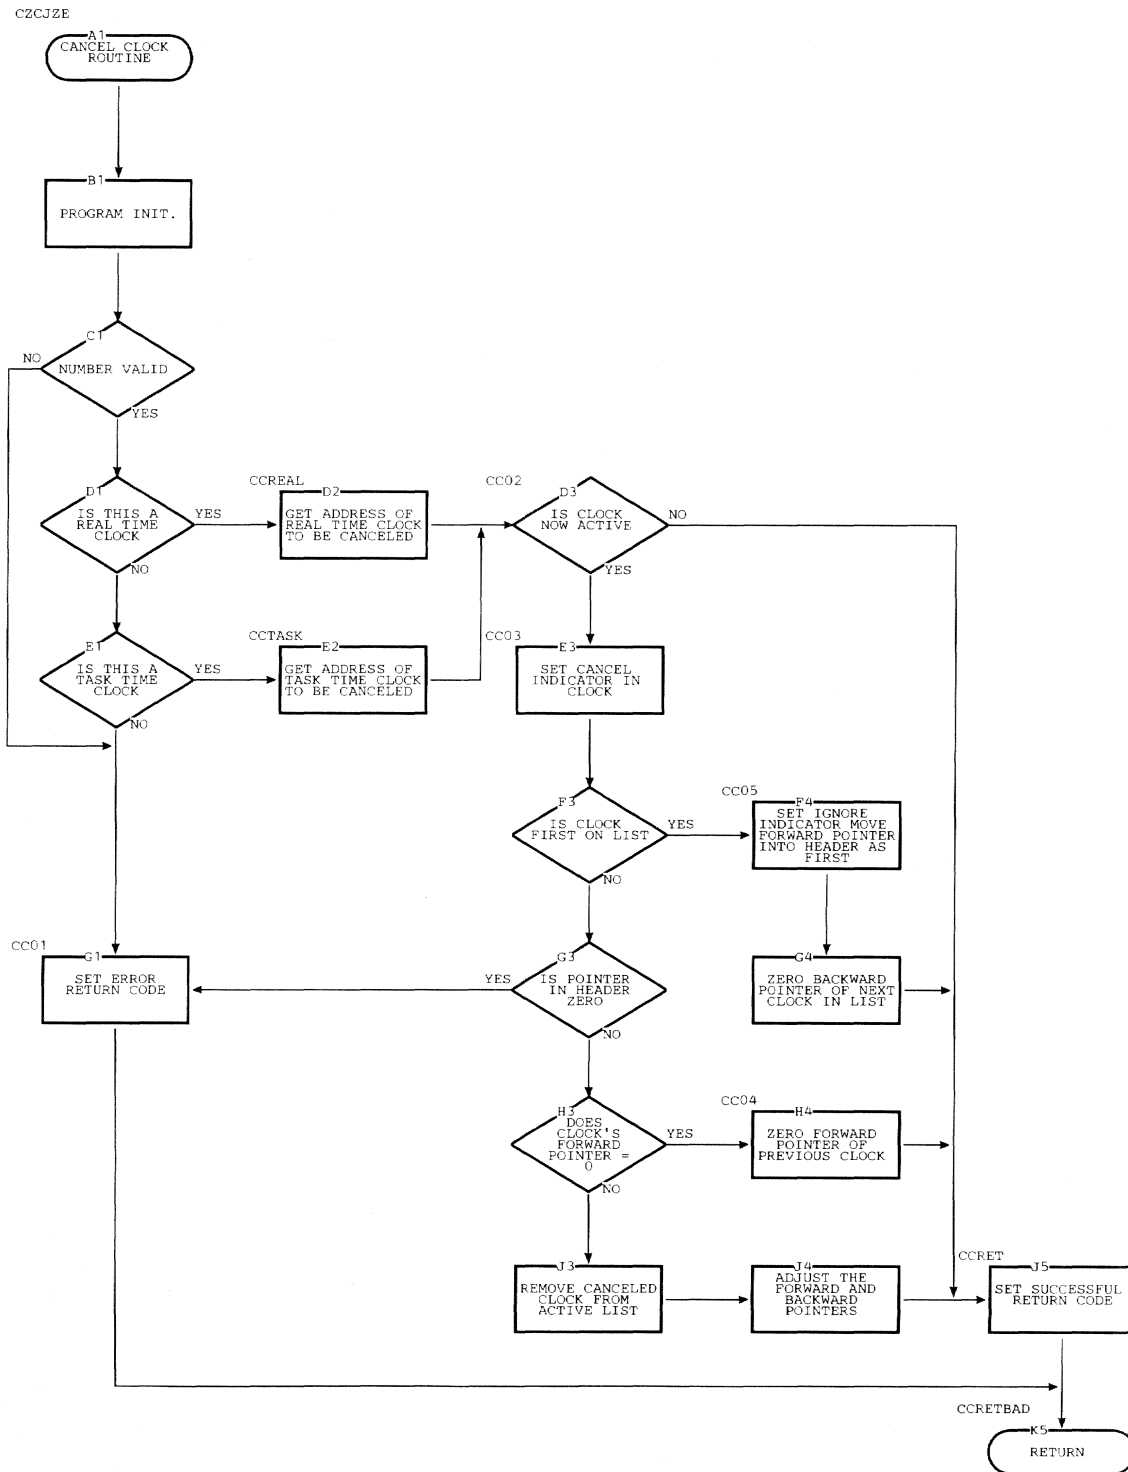 CZCJZE
A1
CANCEL CLOCK
ROUTINE
B1
PROGRAM INIT.
C1
NO
NUMBER VALID
YES
D1
IS THIS A
REAL TIME
CLOCK
YES
NO
CCREAL
D2
GET ADDRESS OF
REAL TIME CLOCK
TO BE CANCELED
CC02
D3
IS CLOCK
NOW ACTIVE
NO
YES
E1
IS THIS A
TASK TIME
CLOCK
YES
NO
CCTASK
E2
GET ADDRESS OF
TASK TIME CLOCK
TO BE CANCELED
CC03
E3
SET CANCEL
INDICATOR IN
CLOCK
F3
IS CLOCK
FIRST ON LIST
YES
NO
CC05
F4
SET IGNORE
INDICATOR MOVE
FORWARD POINTER
INTO HEADER AS
FIRST
CC01
G1
SET ERROR
RETURN CODE
YES
G3
IS POINTER
IN HEADER
ZERO
NO
G4
ZERO BACKWARD
POINTER OF NEXT
CLOCK IN LIST
H3
DOES
CLOCK'S
FORWARD
POINTER =
0
YES
NO
CC04
H4
ZERO FORWARD
POINTER OF
PREVIOUS CLOCK
J3
REMOVE CANCELED
CLOCK FROM
ACTIVE LIST
J4
ADJUST THE
FORWARD AND
BACKWARD
POINTERS
CCRET
J5
SET SUCCESSFUL
RETURN CODE
CCRETBAD
K5
RETURN